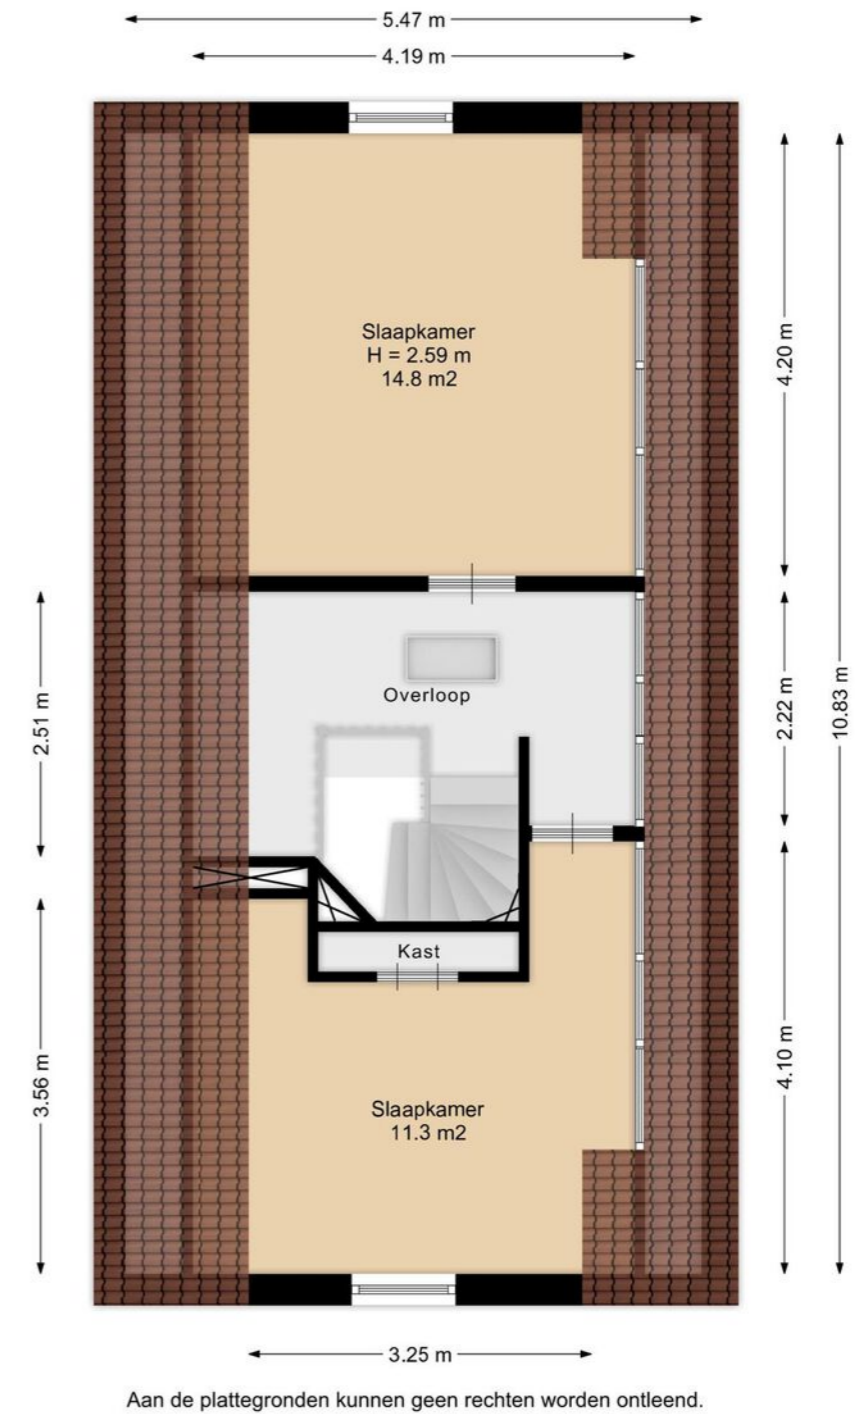 5.47 m
4.19 m
Slaapkamer
H = 2.59 m
14.8 m2
4.20 m
Overloop
2.51 m
2.22 m
10.83 m
Kast
Slaapkamer
11.3 m2
3.56 m
4.10 m
3.25 m
Aan de plattegronden kunnen geen rechten worden ontleend.